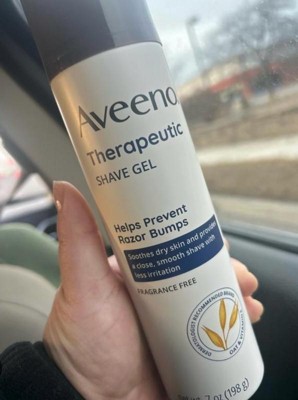 Aveeno
Therapeutic
SHAVE GEL
Helps Prevent
Razor Bumps
Soothes dry skin and provides
a close, smooth shave with
less irritation
FRAGRANCE FREE
DERMATOLOGIST RECOMMENDED BRAND
OAT & VITAMIN E
7 oz (198 g)